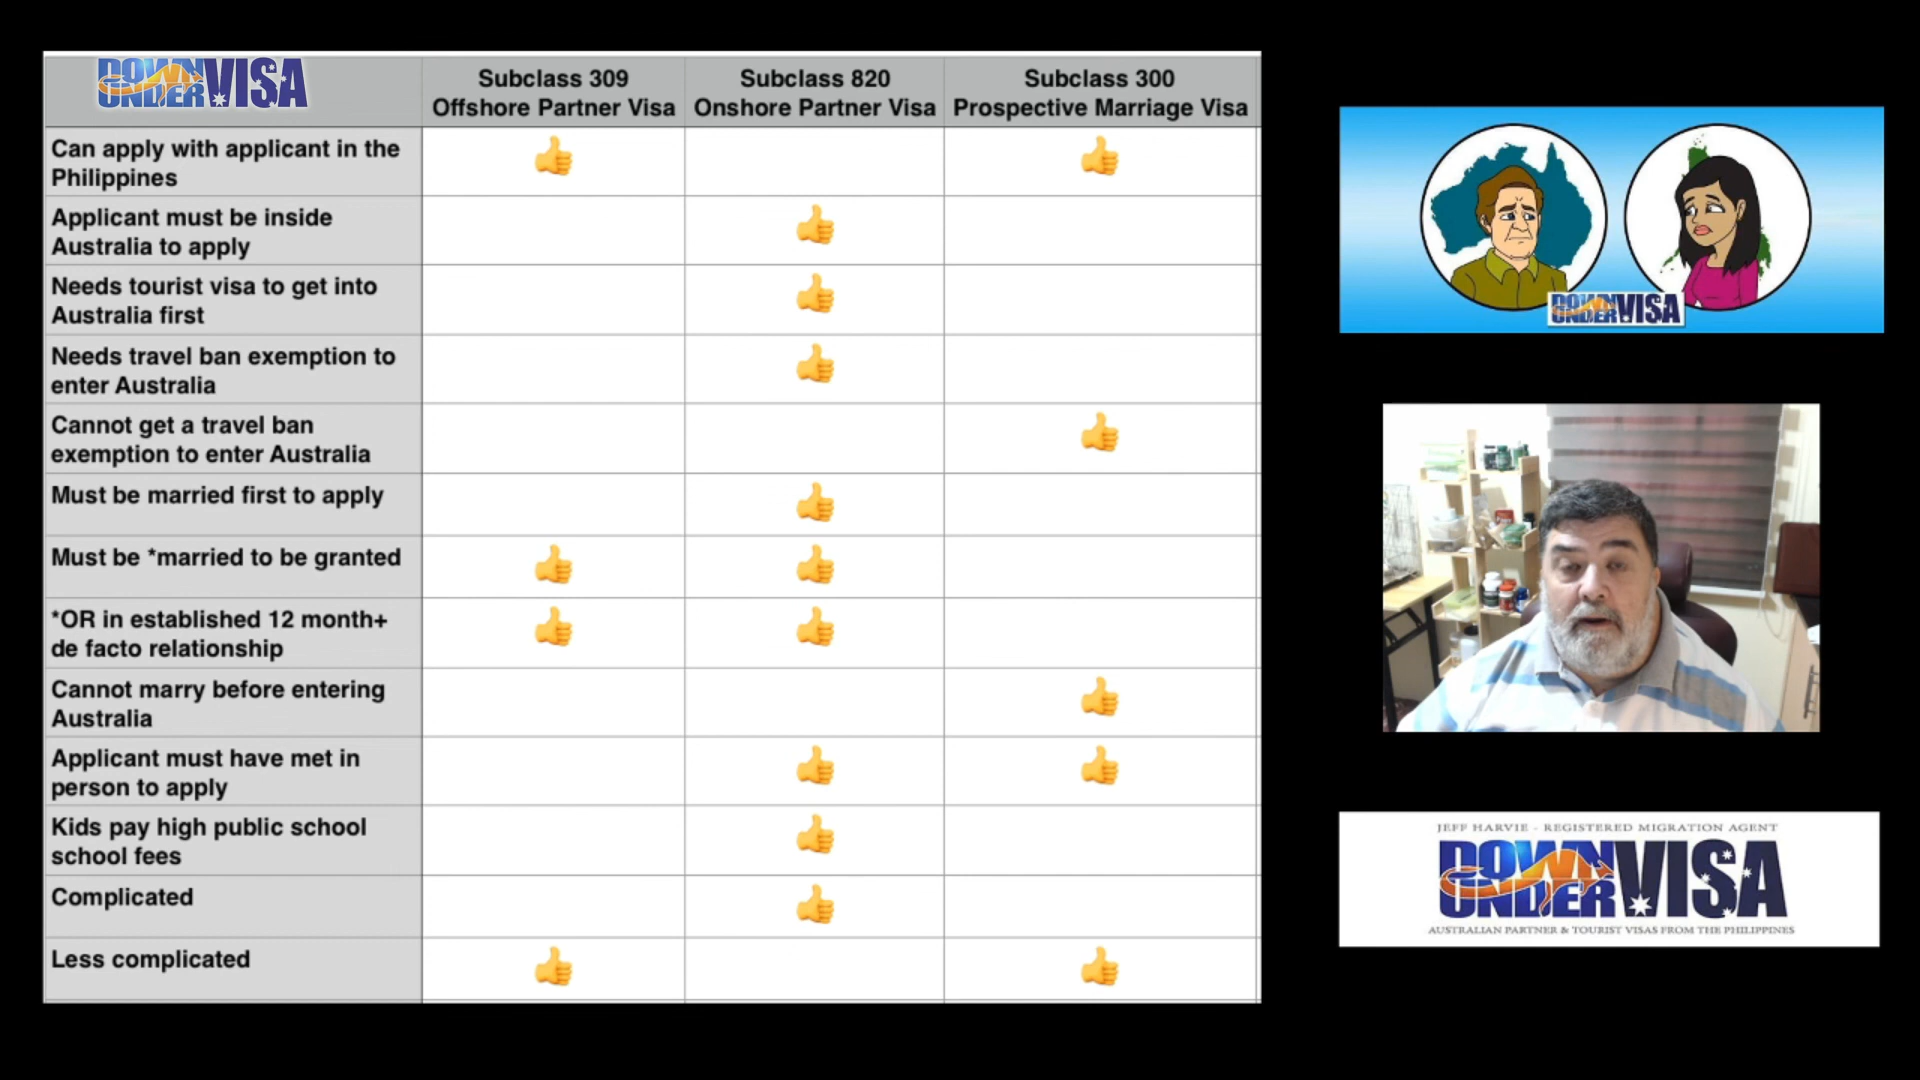 DOWN UNDER VISA
Subclass 309
Offshore Partner Visa
Subclass 820
Onshore Partner Visa
Subclass 300
Prospective Marriage Visa
Can apply with applicant in the
Philippines
Applicant must be inside
Australia to apply
Needs tourist visa to get into
Australia first
Needs travel ban exemption to
enter Australia
Cannot get a travel ban
exemption to enter Australia
Must be married first to apply
Must be *married to be granted
*OR in established 12 month+
de facto relationship
Cannot marry before entering
Australia
Applicant must have met in
person to apply
Kids pay high public school
school fees
Complicated
Less complicated
DOWN UNDER VISA
JEFF HARVIE - REGISTERED MIGRATION AGENT
DOWN UNDER VISA
AUSTRALIAN PARTNER & TOURIST VISAS FROM THE PHILIPPINES